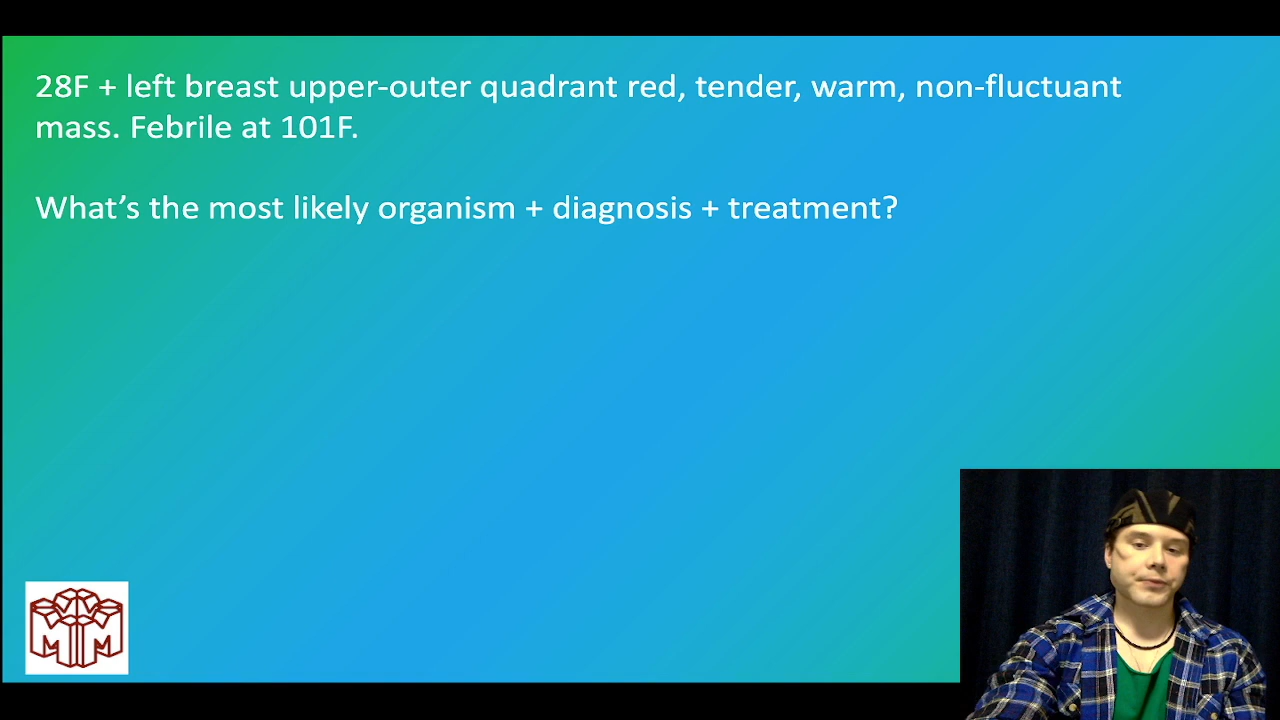 28F + left breast upper-outer quadrant red, tender, warm, non-fluctuant
mass. Febrile at 101F.
What’s the most likely organism + diagnosis + treatment?
M M